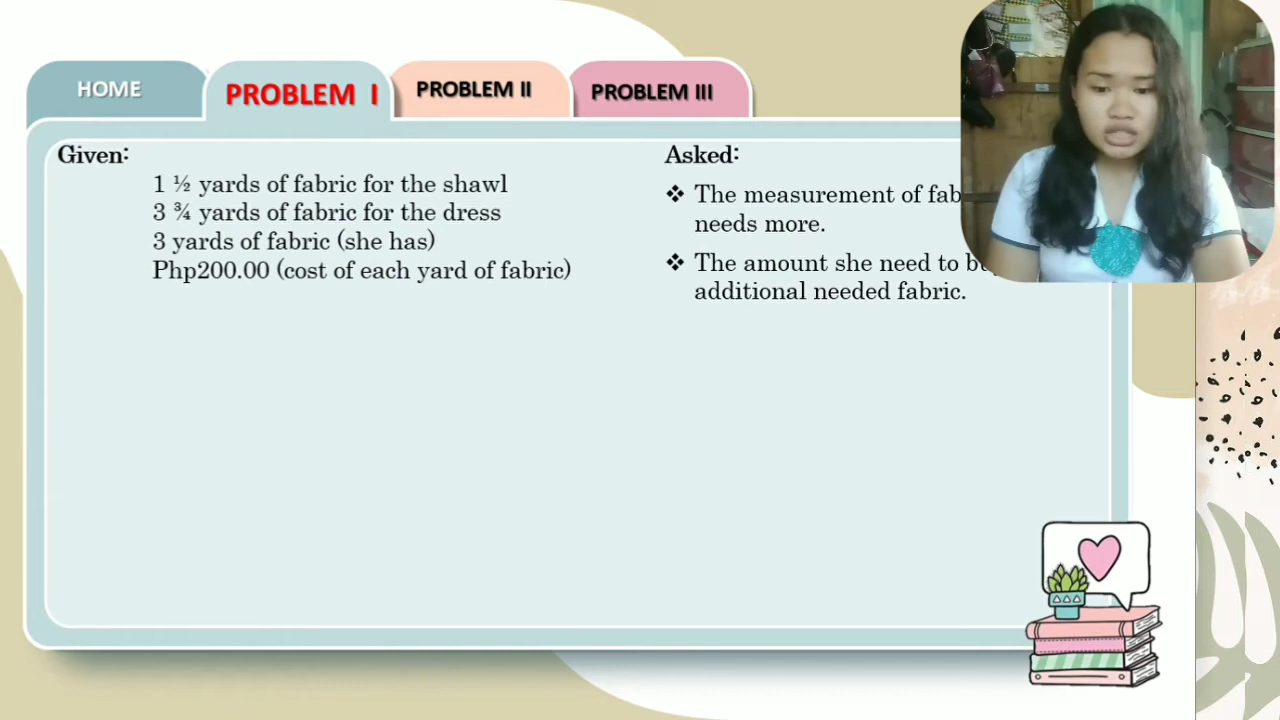 HOME
PROBLEM I
PROBLEM II
PROBLEM III
Given:
1 ½ yards of fabric for the shawl
3 ¾ yards of fabric for the dress
3 yards of fabric (she has)
Php200.00 (cost of each yard of fabric)
Asked:
❖ The measurement of
needs more.
❖ The amount she need to
additional needed fabric.